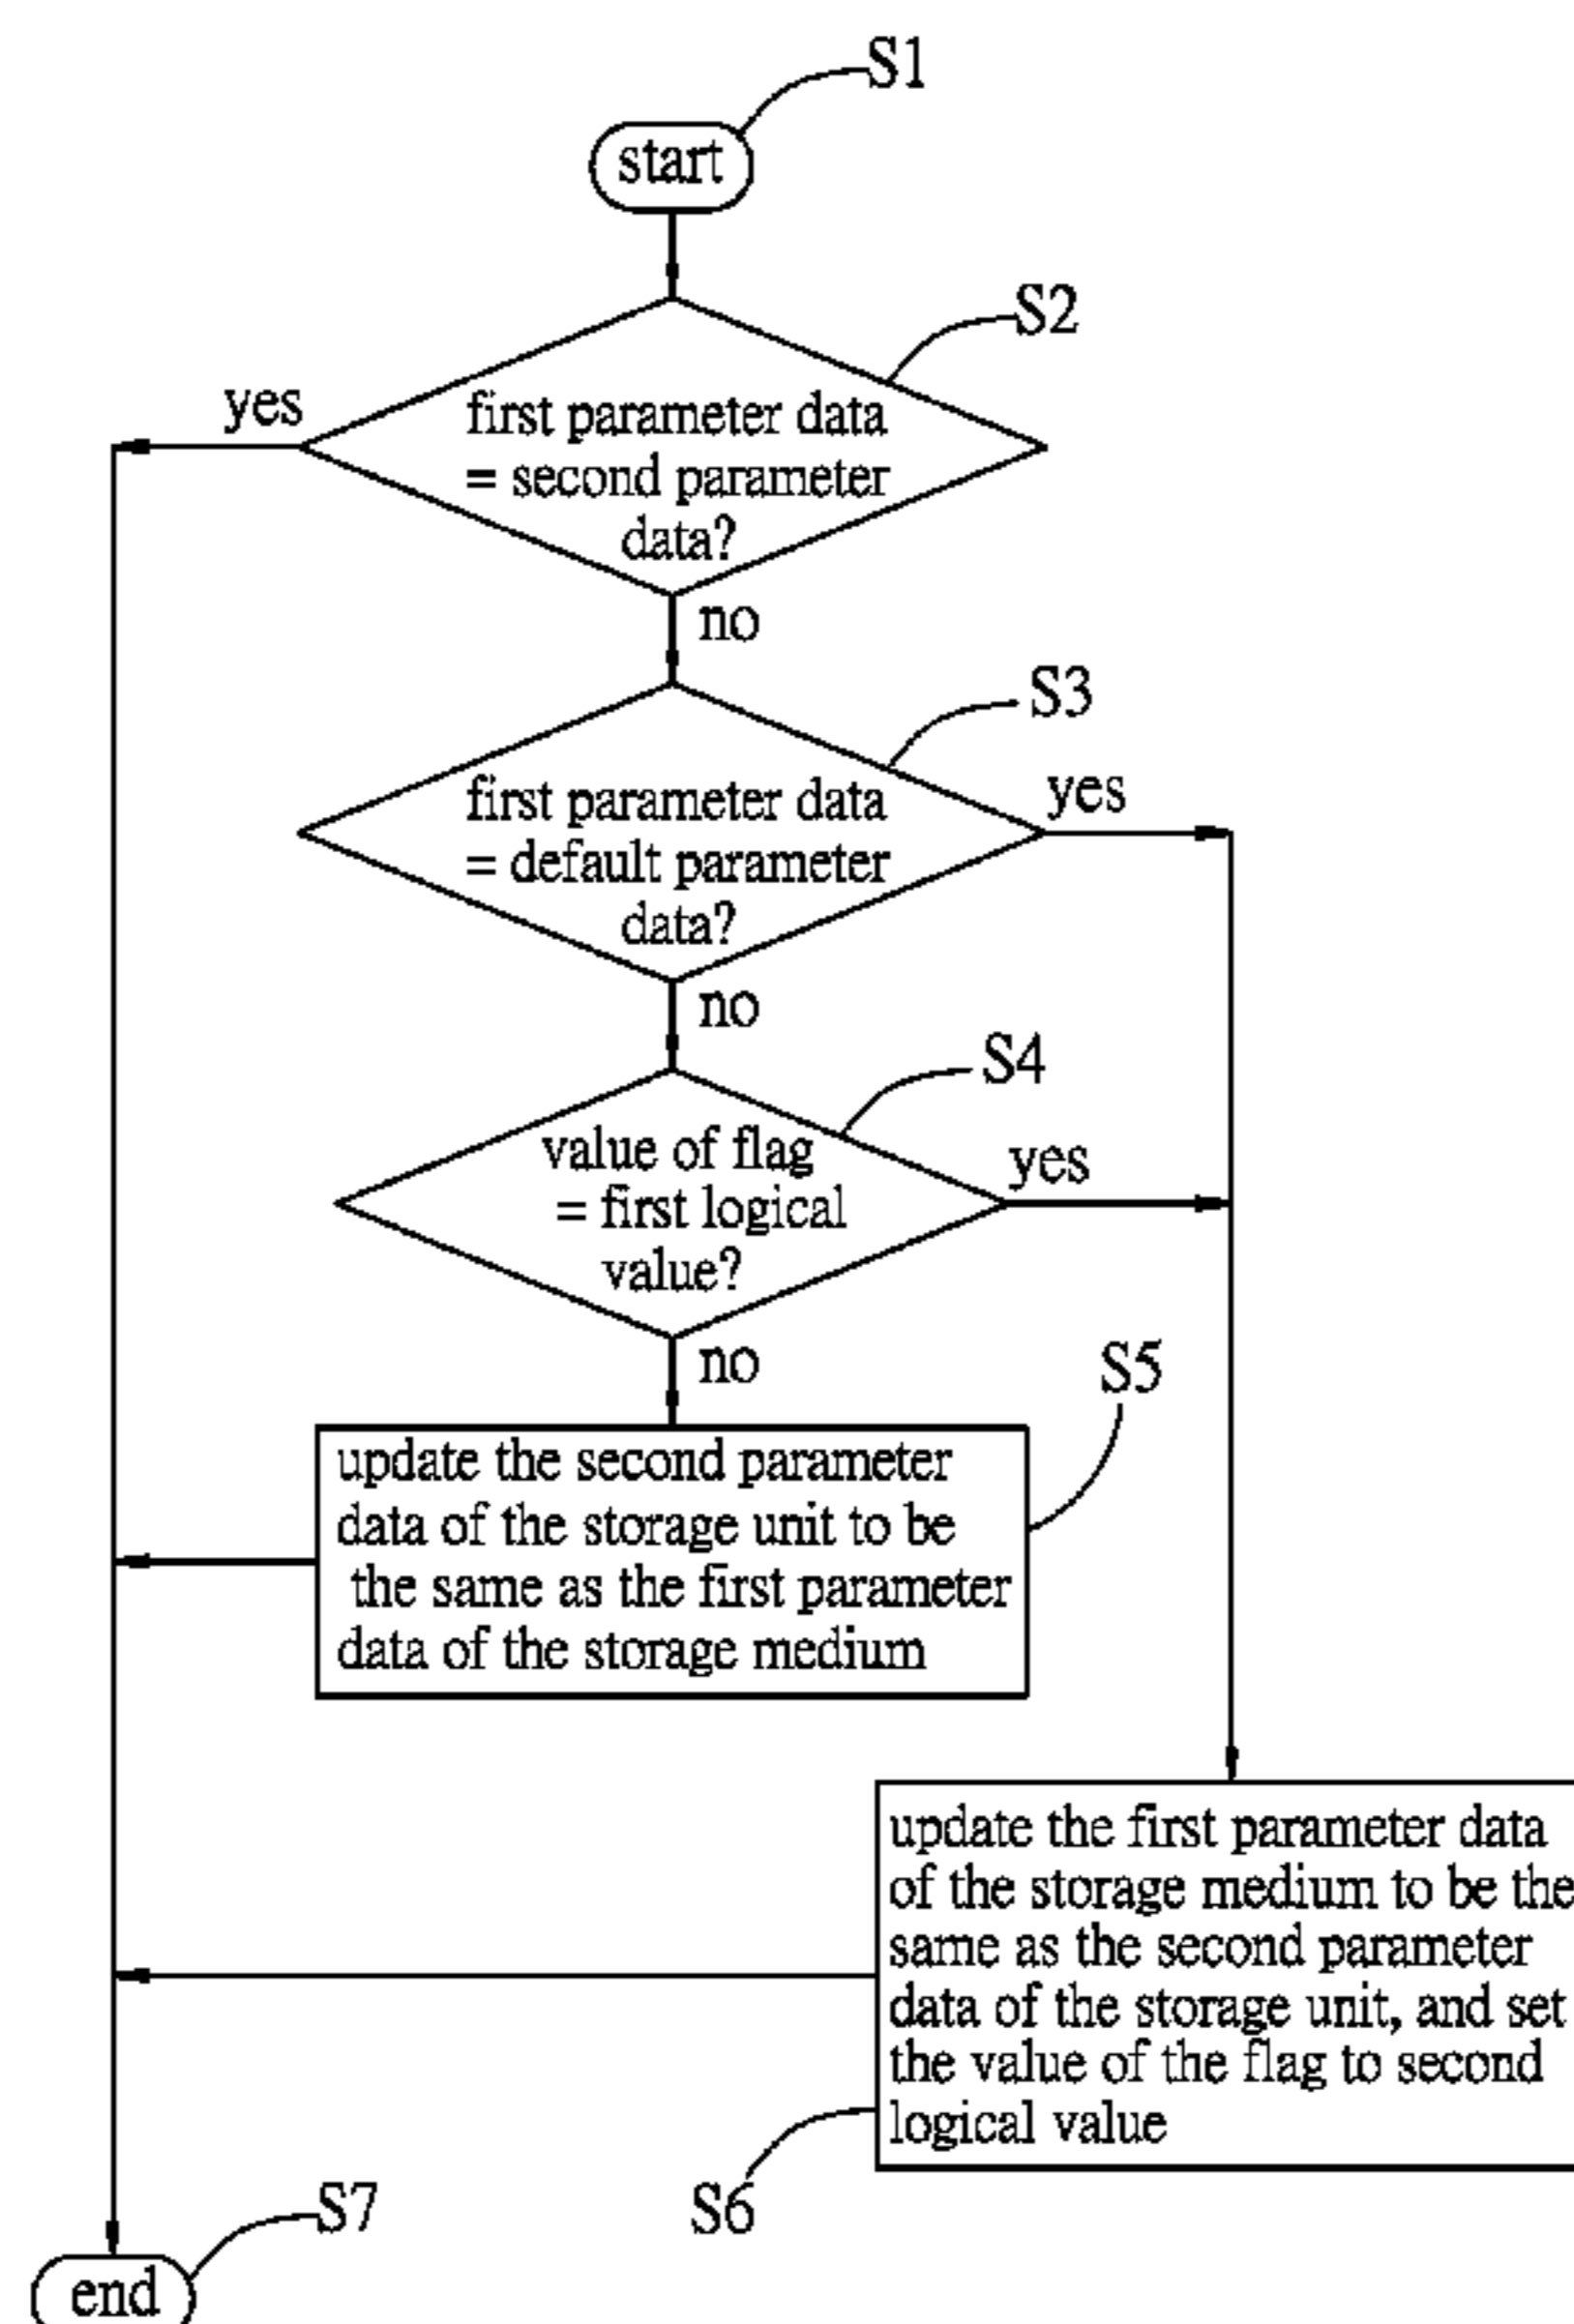 S1
start
S2
yes
first parameter data
= second parameter
data?
no
S3
yes
first parameter data
= default parameter
data?
no
S4
yes
value of flag
= first logical
value?
no
S5
update the second parameter
data of the storage unit to be
the same as the first parameter
data of the storage medium
update the first parameter data
of the storage medium to be the
same as the second parameter
data of the storage unit, and set
the value of the flag to second
logical value
S6
S7
end